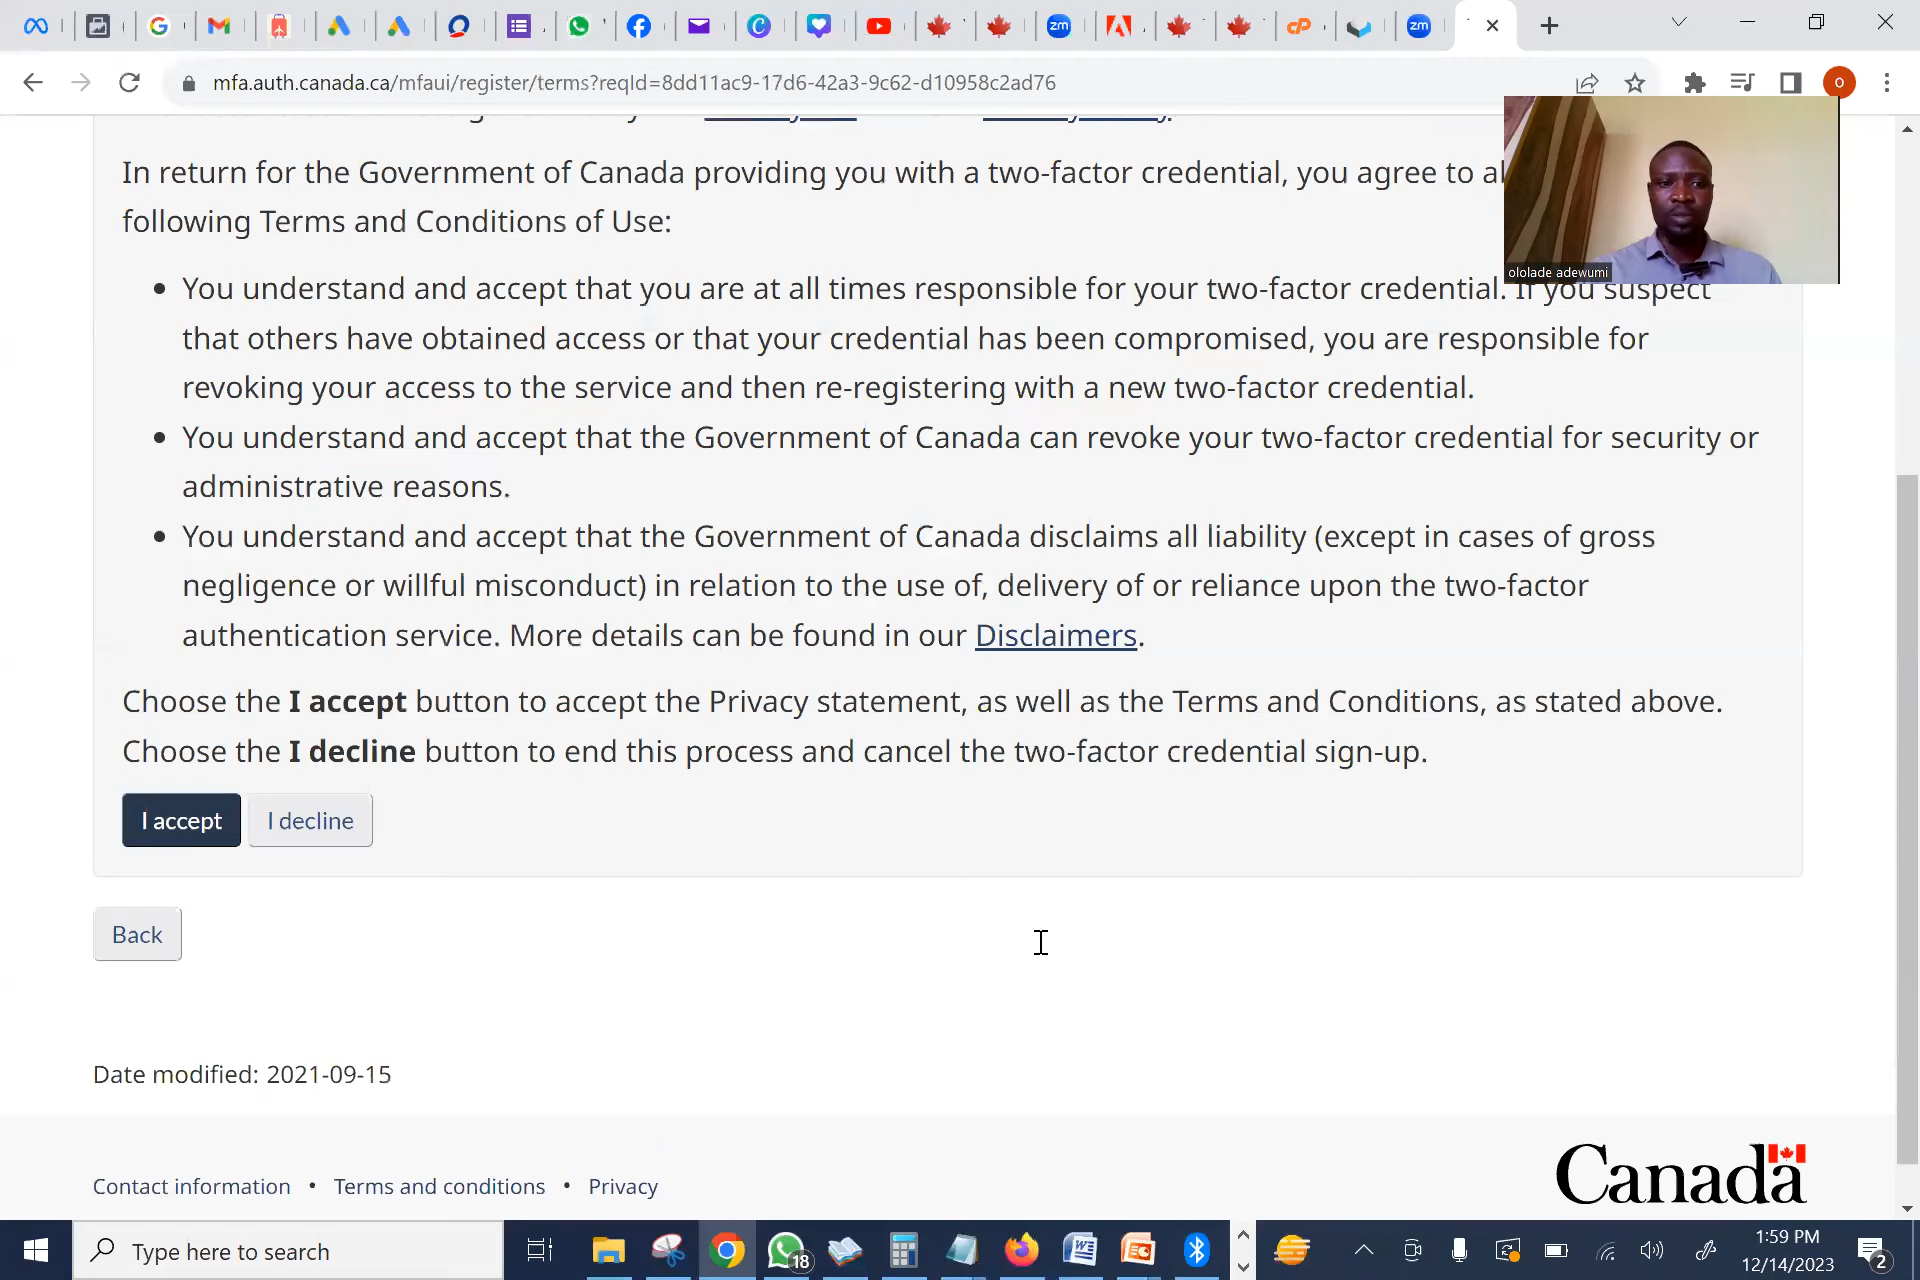 mfa.auth.canada.ca/mfaui/register/terms?reqId=8dd11ac9-17d6-42a3-9c62-d10958c2ad76
In return for the Government of Canada providing you with a two-factor credential, you agree to
following Terms and Conditions of Use:
ololade adewumi
You understand and accept that you are at all times responsible for your two-factor credential. If you suspect
that others have obtained access or that your credential has been compromised, you are responsible for
revoking your access to the service and then re-registering with a new two-factor credential.
You understand and accept that the Government of Canada can revoke your two-factor credential for security or
administrative reasons.
You understand and accept that the Government of Canada disclaims all liability (except in cases of gross
negligence or willful misconduct) in relation to the use of, delivery of or reliance upon the two-factor
authentication service. More details can be found in our Disclaimers.
Choose the I accept button to accept the Privacy statement, as well as the Terms and Conditions, as stated above.
Choose the I decline button to end this process and cancel the two-factor credential sign-up.
I accept I decline
Back
Date modified: 2021-09-15
Contact information • Terms and conditions • Privacy
Canada
Type here to search
18
1:59 PM
12/14/2023
2